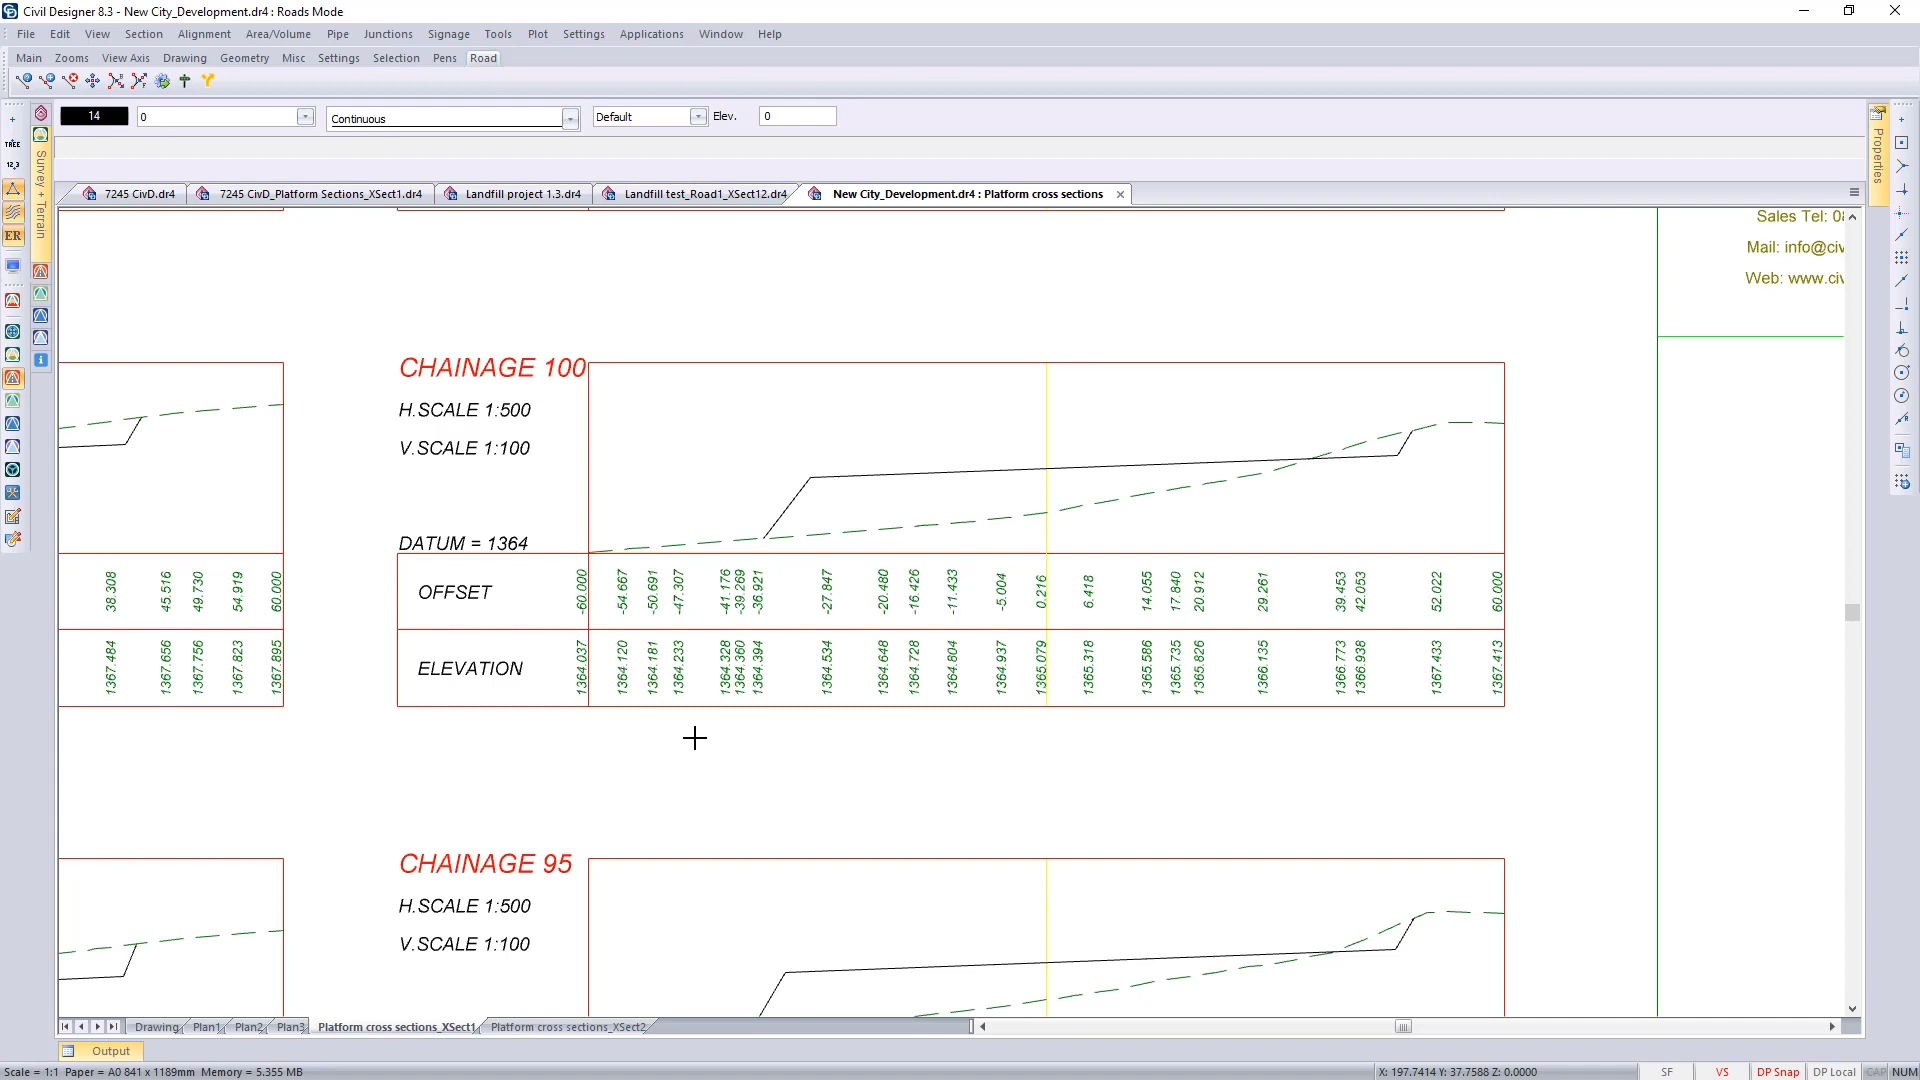 Civil Designer 8.3 - New City_Development.dr4 : Roads Mode
File Edit View Section Alignment Area/Volume Pipe Junctions Signage Tools Plot Settings Applications Window Help
Main Zooms View Axis Drawing Geometry Misc Settings Selection Pens Road
14 0 Continuous Default Elev. 0
7245 CivD.dr4 7245 CivD_Platform Sections_XSect1.dr4 Landfill project 1.3.dr4 Landfill test_Road1_XSect12.dr4 New City_Development.dr4 : Platform cross sections
TREE
12.3
ER
Survey + Terrain
Properties
Sales Tel: 08
Mail: info@civ
Web: www.civ
CHAINAGE 100
H.SCALE 1:500
V.SCALE 1:100
DATUM = 1364
38.308 45.516 49.730 54.919 60.000
OFFSET -60.000 -54.667 -50.691 -47.307 -41.176 -39.269 -36.921 -27.847 -20.480 -16.426 -11.433 -5.004 0.216 6.418 14.055 17.840 20.912 29.261 39.453 42.053 52.022 60.000
1367.484 1367.656 1367.756 1367.823 1367.895
ELEVATION 1364.037 1364.120 1364.181 1364.233 1364.328 1364.360 1364.394 1364.534 1364.648 1364.728 1364.804 1364.937 1365.079 1365.318 1365.586 1365.735 1365.826 1366.135 1366.773 1366.938 1367.433 1367.413
CHAINAGE 95
H.SCALE 1:500
V.SCALE 1:100
Drawing Plan1 Plan2 Plan3 Platform cross sections_XSect1 Platform cross sections_XSect2
Output
Scale = 1:1 Paper = A0 841 x 1189mm Memory = 5.355 MB X: 197.7414 Y: 37.7588 Z: 0.0000 SF VS DP Snap DP Local CAP NUM